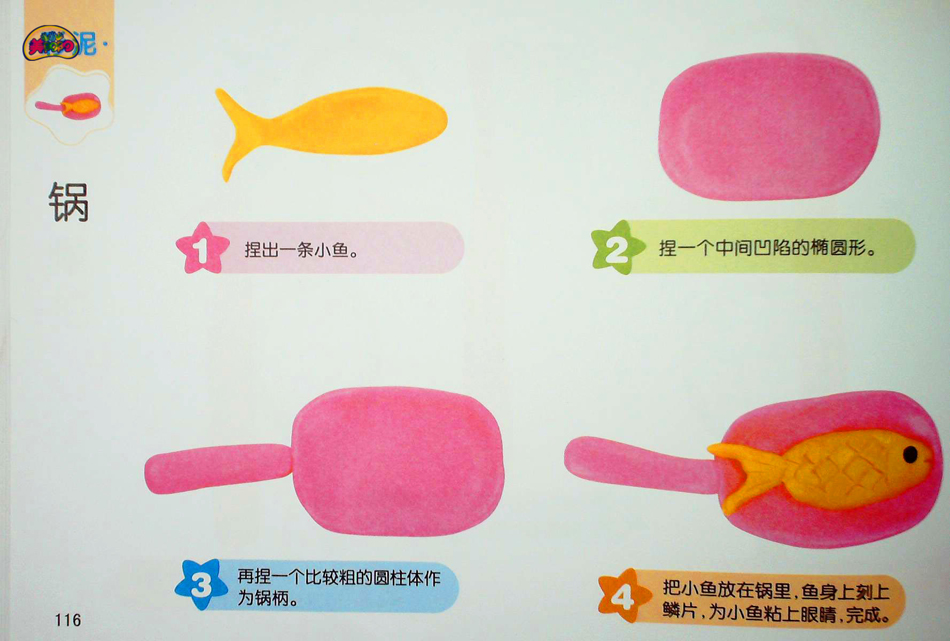 泥·
锅
1 捏出一条小鱼。
2 捏一个中间凹陷的椭圆形。
3 再捏一个比较粗的圆柱体作
为锅柄。
4 把小鱼放在锅里,鱼身上刻上
鳞片,为小鱼粘上眼睛,完成。
116